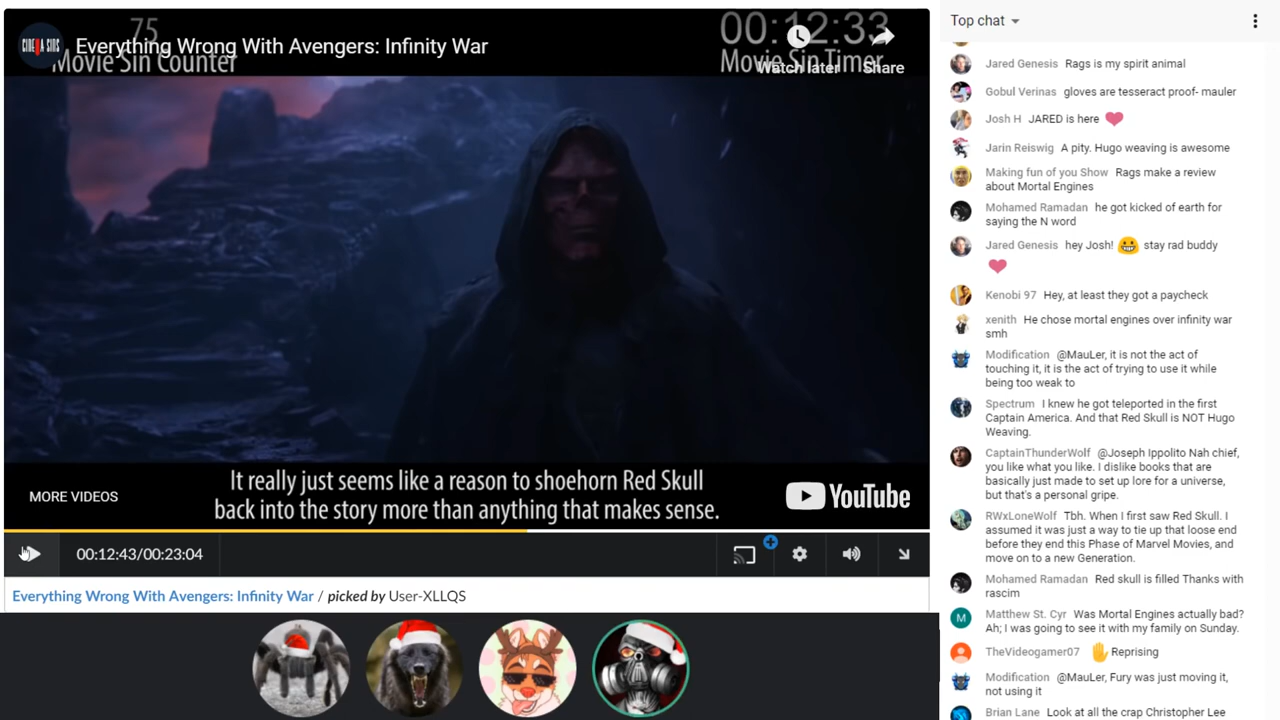 75
00:12:33
CINEMA SINS
Everything Wrong With Avengers: Infinity War
Movie Sin Counter
Movie Sin Timer
Watch later
Share
It really just seems like a reason to shoehorn Red Skull
back into the story more than anything that makes sense.
MORE VIDEOS
YouTube
00:12:43/00:23:04
Everything Wrong With Avengers: Infinity War / picked by User-XLLQS
Top chat
Jared Genesis Rags is my spirit animal
Gobul Verinas gloves are tesseract proof- mauler
Josh H JARED is here
Jarin Reiswig A pity. Hugo weaving is awesome
Making fun of you Show Rags make a review
about Mortal Engines
Mohamed Ramadan he got kicked of earth for
saying the N word
Jared Genesis hey Josh! stay rad buddy
Kenobi 97 Hey, at least they got a paycheck
xenith He chose mortal engines over infinity war
smh
Modification @MauLer, it is not the act of
touching it, it is the act of trying to use it while
being too weak to
Spectrum I knew he got teleported in the first
Captain America. And that Red Skull is NOT Hugo
Weaving.
CaptainThunderWolf @Joseph Ippolito Nah chief,
you like what you like. I dislike books that are
basically just made to set up lore for a universe,
but that's a personal gripe.
RWxLoneWolf Tbh. When I first saw Red Skull. I
assumed it was just a way to tie up that loose end
before they end this Phase of Marvel Movies, and
move on to a new Generation.
Mohamed Ramadan Red skull is filled Thanks with
rascim
M
Matthew St. Cyr Was Mortal Engines actually bad?
Ah; I was going to see it with my family on Sunday.
TheVideogamer07 Reprising
Modification @MauLer, Fury was just moving it,
not using it
Brian Lane Look at all the crap Christopher Lee